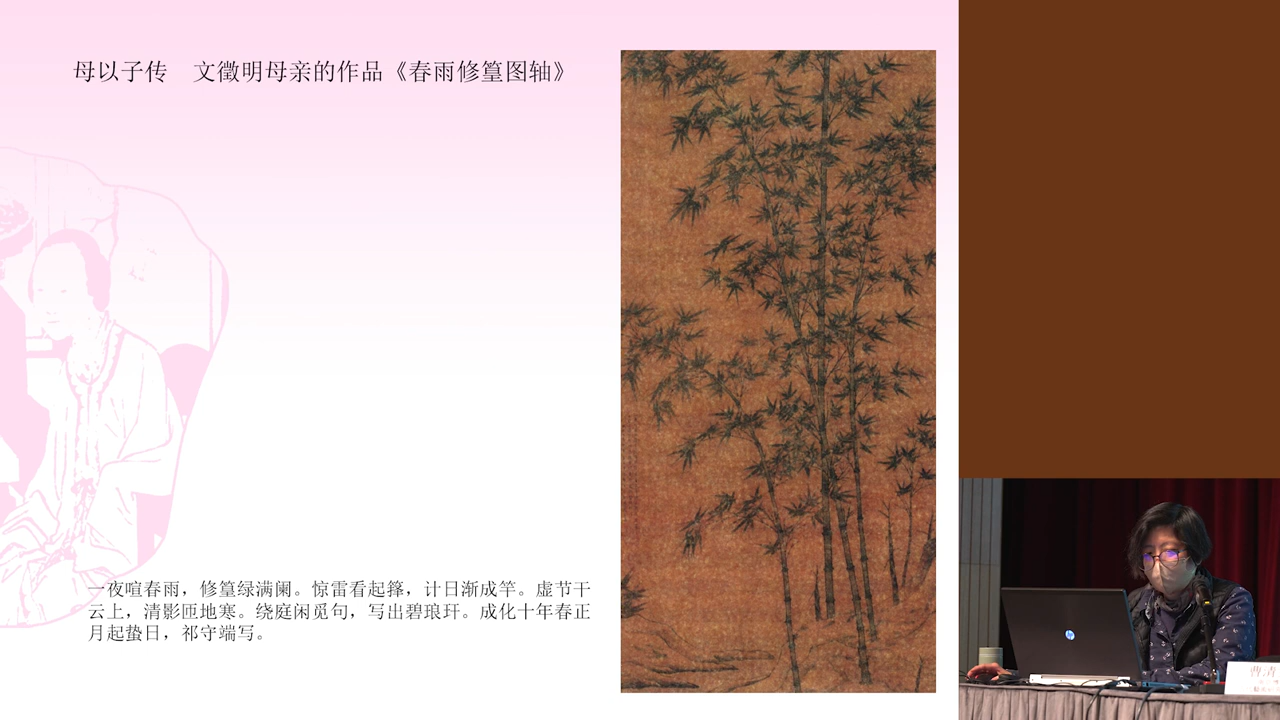 母以子传 文徵明母亲的作品《春雨修篁图轴》
一夜喧春雨，修篁绿满阑。惊雷看起箨，计日渐成竿。虚节干
云上，清影匝地寒。绕庭闲觅句，写出碧琅玕。成化十年春正
月起蛰日，祁守端写。
hp
曹清